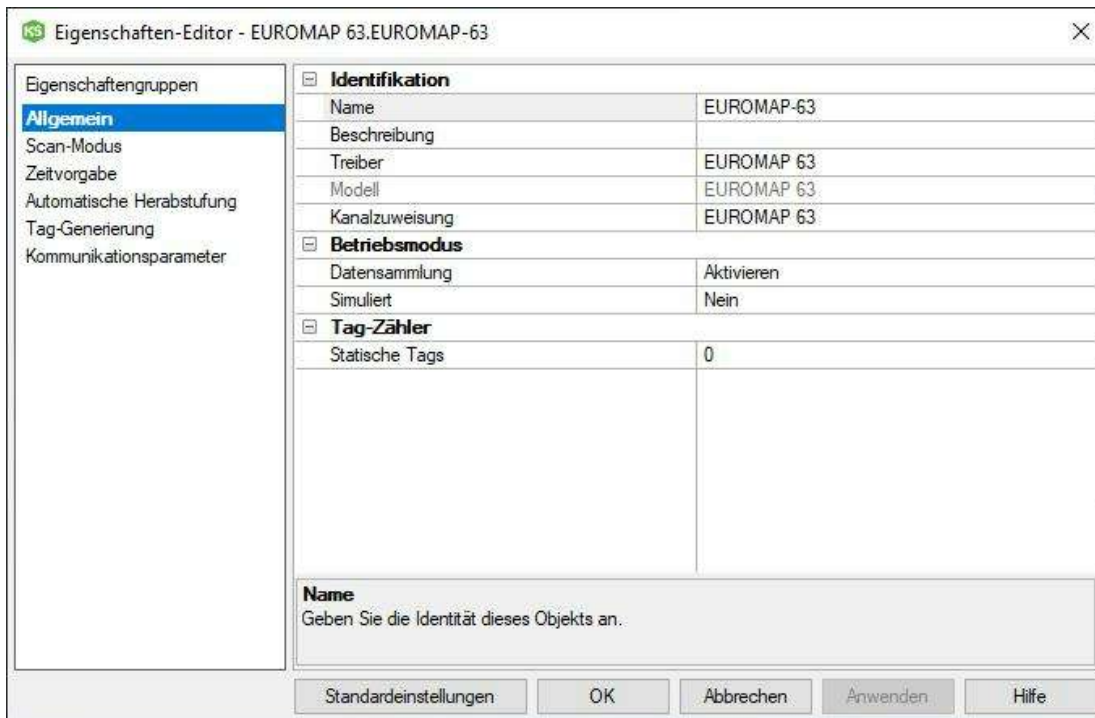 KS Eigenschaften-Editor - EUROMAP 63.EUROMAP-63
Eigenschaftengruppen
Allgemein
Scan-Modus
Zeitvorgabe
Automatische Herabstufung
Tag-Generierung
Kommunikationsparameter
Identifikation
Name EUROMAP-63
Beschreibung
Treiber EUROMAP 63
Modell EUROMAP 63
Kanalzuweisung EUROMAP 63
Betriebsmodus
Datensammlung Aktivieren
Simuliert Nein
Tag-Zähler
Statische Tags 0
Name
Geben Sie die Identität dieses Objekts an.
Standardeinstellungen OK Abbrechen Anwenden Hilfe